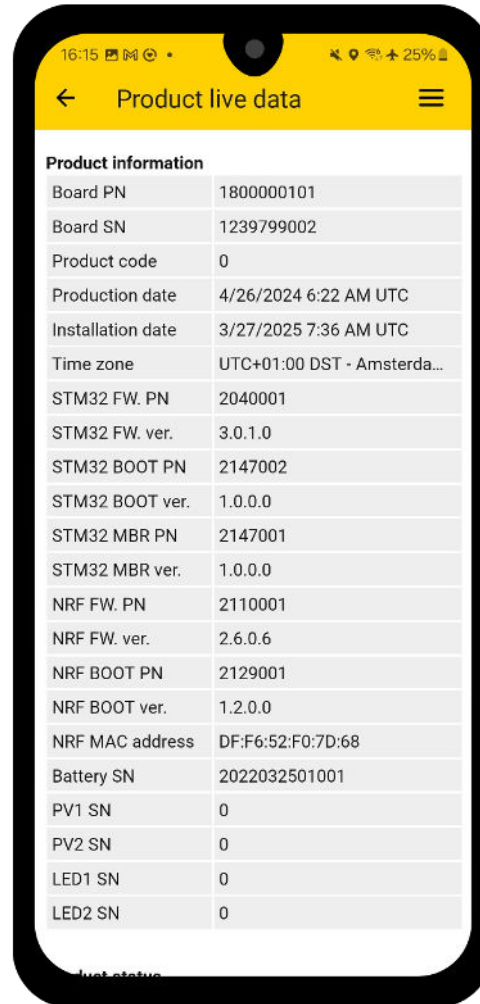 16:15
25%
Product live data
Product information
Board PN 1800000101
Board SN 1239799002
Product code 0
Production date 4/26/2024 6:22 AM UTC
Installation date 3/27/2025 7:36 AM UTC
Time zone UTC+01:00 DST - Amsterda...
STM32 FW. PN 2040001
STM32 FW. ver. 3.0.1.0
STM32 BOOT PN 2147002
STM32 BOOT ver. 1.0.0.0
STM32 MBR PN 2147001
STM32 MBR ver. 1.0.0.0
NRF FW. PN 2110001
NRF FW. ver. 2.6.0.6
NRF BOOT PN 2129001
NRF BOOT ver. 1.2.0.0
NRF MAC address DF:F6:52:F0:7D:68
Battery SN 2022032501001
PV1 SN 0
PV2 SN 0
LED1 SN 0
LED2 SN 0
status